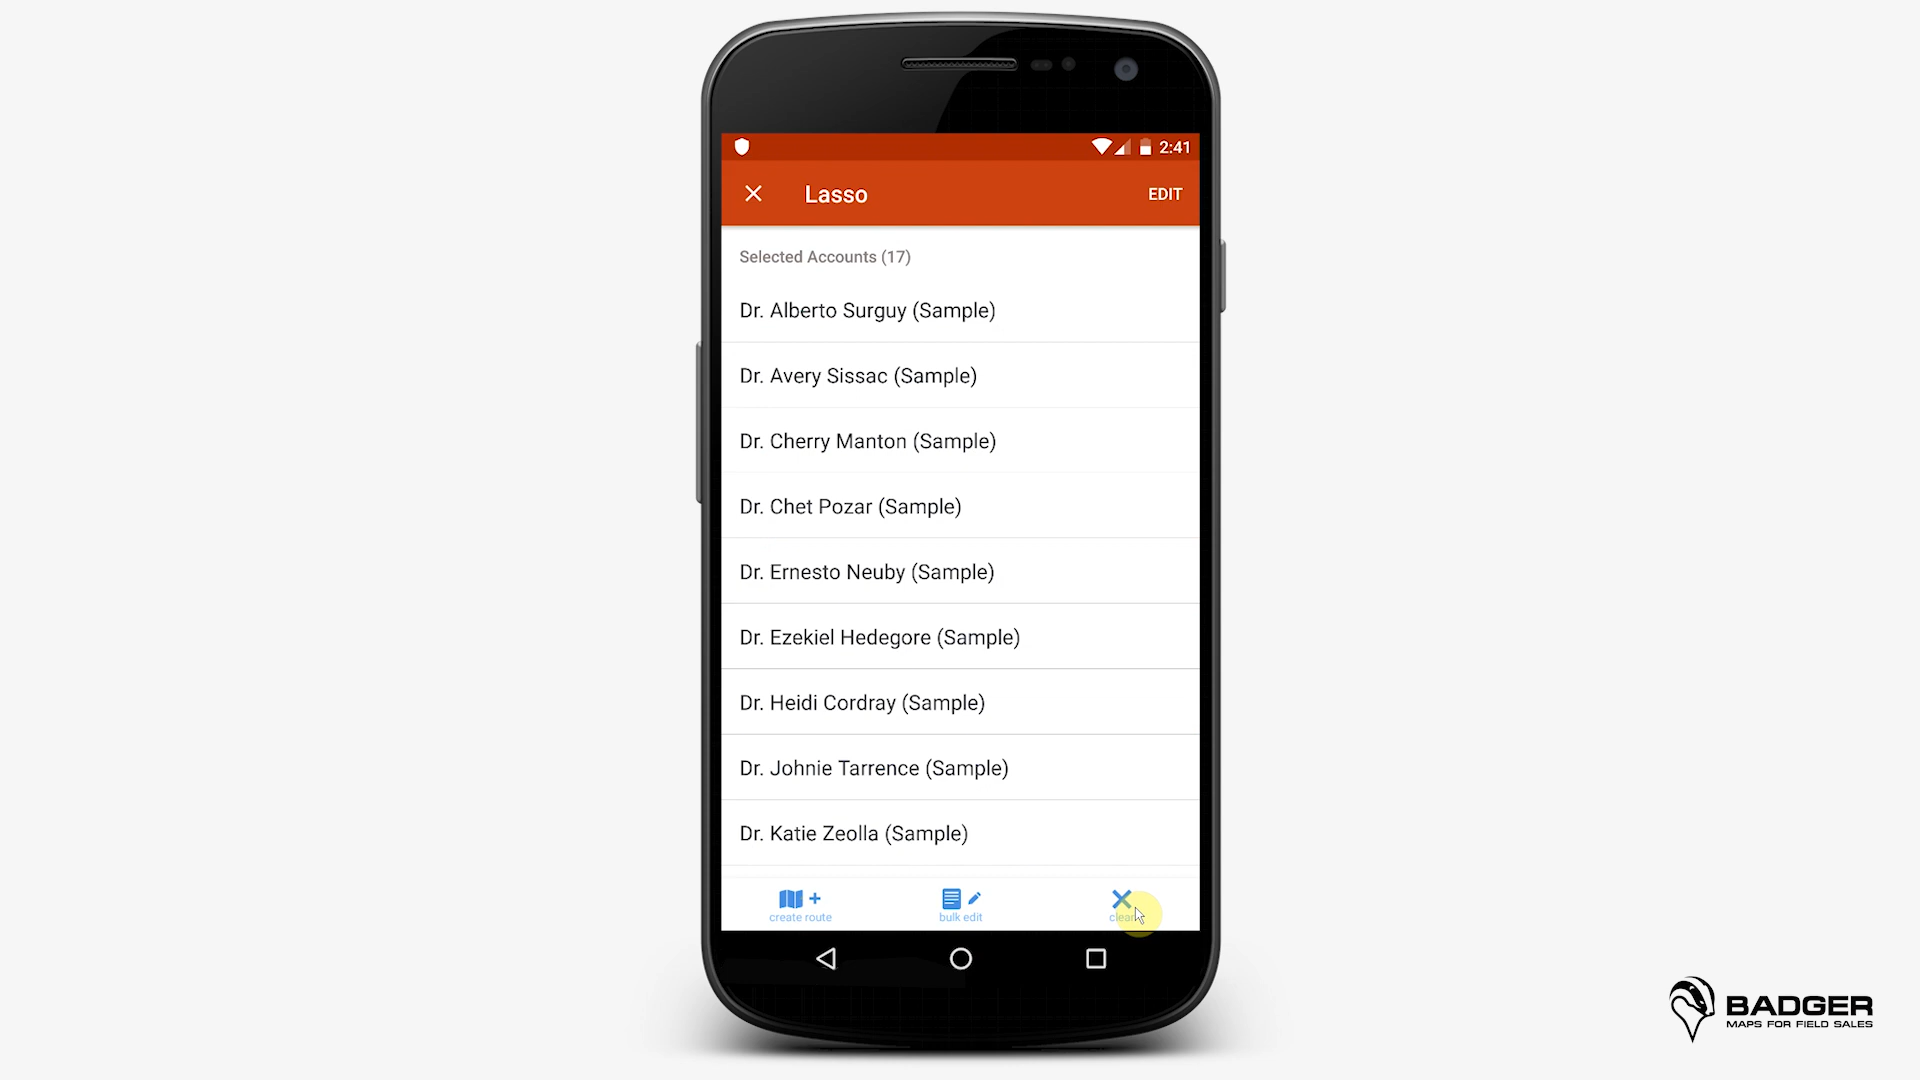 2:41
Lasso
EDIT
Selected Accounts (17)
Dr. Alberto Surguy (Sample)
Dr. Avery Sissac (Sample)
Dr. Cherry Manton (Sample)
Dr. Chet Pozar (Sample)
Dr. Ernesto Neuby (Sample)
Dr. Ezekiel Hedegore (Sample)
Dr. Heidi Cordray (Sample)
Dr. Johnie Tarrence (Sample)
Dr. Katie Zeolla (Sample)
create route
bulk edit
clear
BADGER
MAPS FOR FIELD SALES